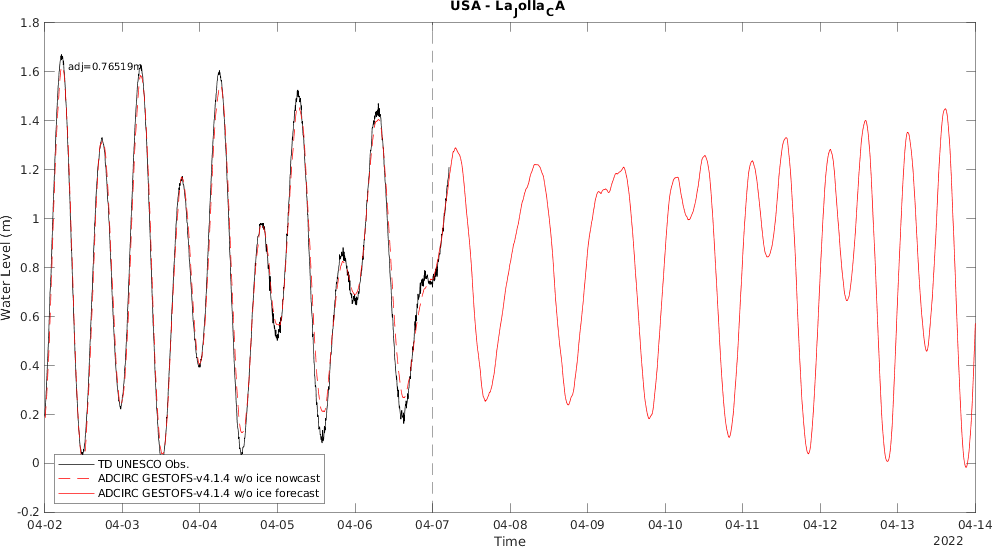 USA - LaJollaCA
adj=0.76519m
1.8
1.6
1.4
1.2
1
0.8
0.6
0.4
0.2
0
-0.2
Water Level (m)
TD UNESCO Obs.
ADCIRC GESTOFS-v4.1.4 w/o ice nowcast
ADCIRC GESTOFS-v4.1.4 w/o ice forecast
04-02 04-03 04-04 04-05 04-06 04-07 04-08 04-09 04-10 04-11 04-12 04-13 04-14
Time
2022